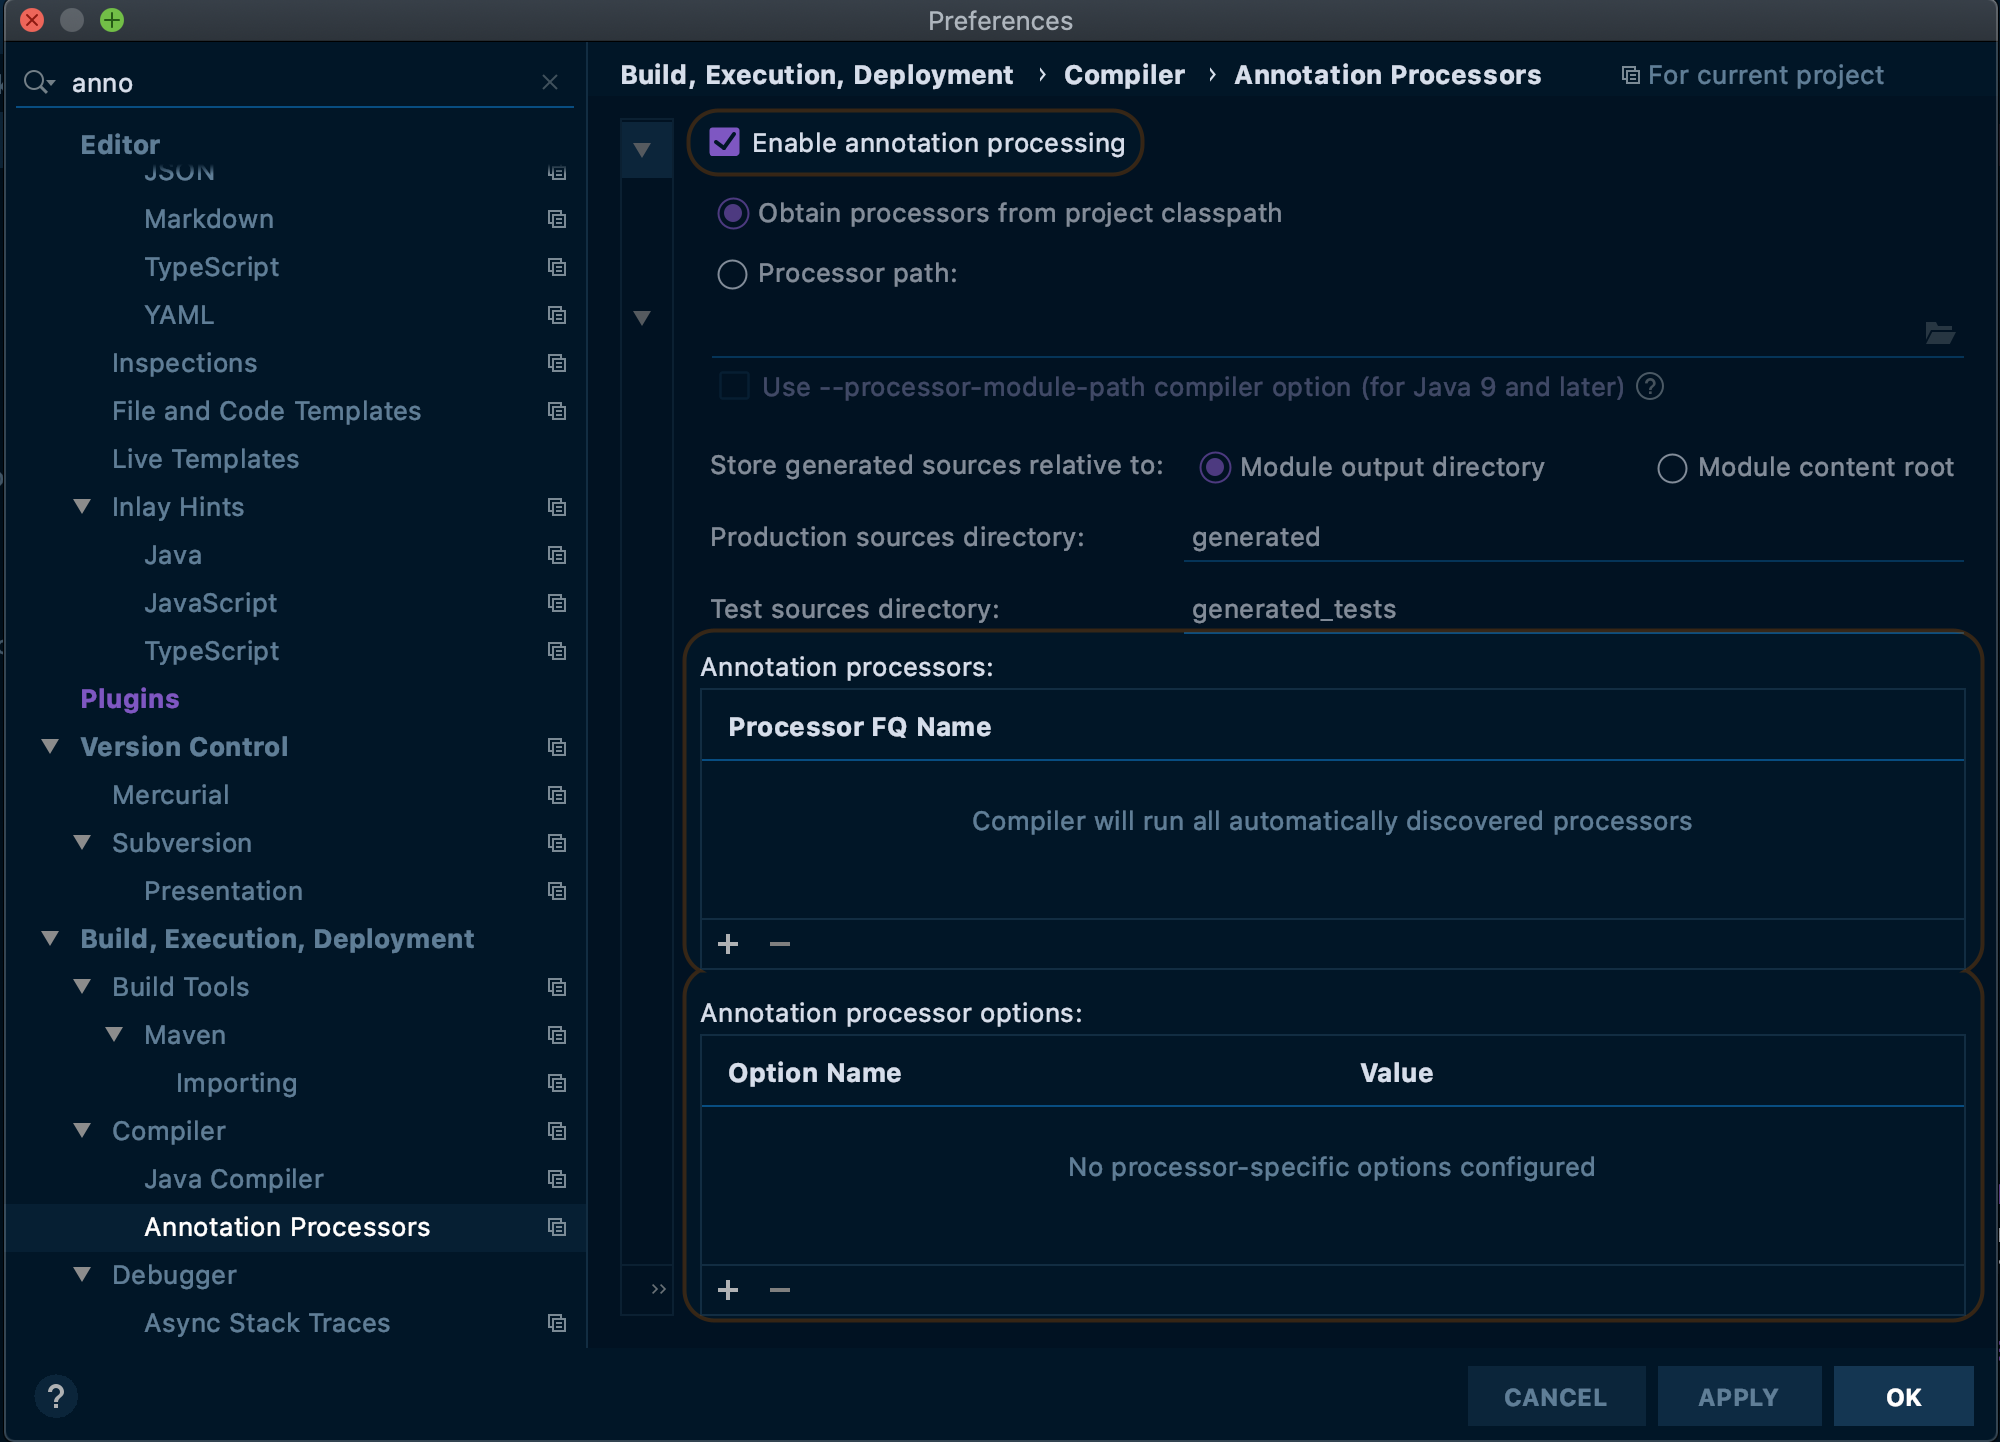 Preferences
anno
Editor
JSON
Markdown
TypeScript
YAML
Inspections
File and Code Templates
Live Templates
Inlay Hints
Java
JavaScript
TypeScript
Plugins
Version Control
Mercurial
Subversion
Presentation
Build, Execution, Deployment
Build Tools
Maven
Importing
Compiler
Java Compiler
Annotation Processors
Debugger
Async Stack Traces
?
Build, Execution, Deployment › Compiler › Annotation Processors
For current project
Enable annotation processing
Obtain processors from project classpath
Processor path:
Use --processor-module-path compiler option (for Java 9 and later) ?
Store generated sources relative to: Module output directory Module content root
Production sources directory: generated
Test sources directory: generated_tests
Annotation processors:
Processor FQ Name
Compiler will run all automatically discovered processors
Annotation processor options:
Option Name Value
No processor-specific options configured
CANCEL APPLY OK